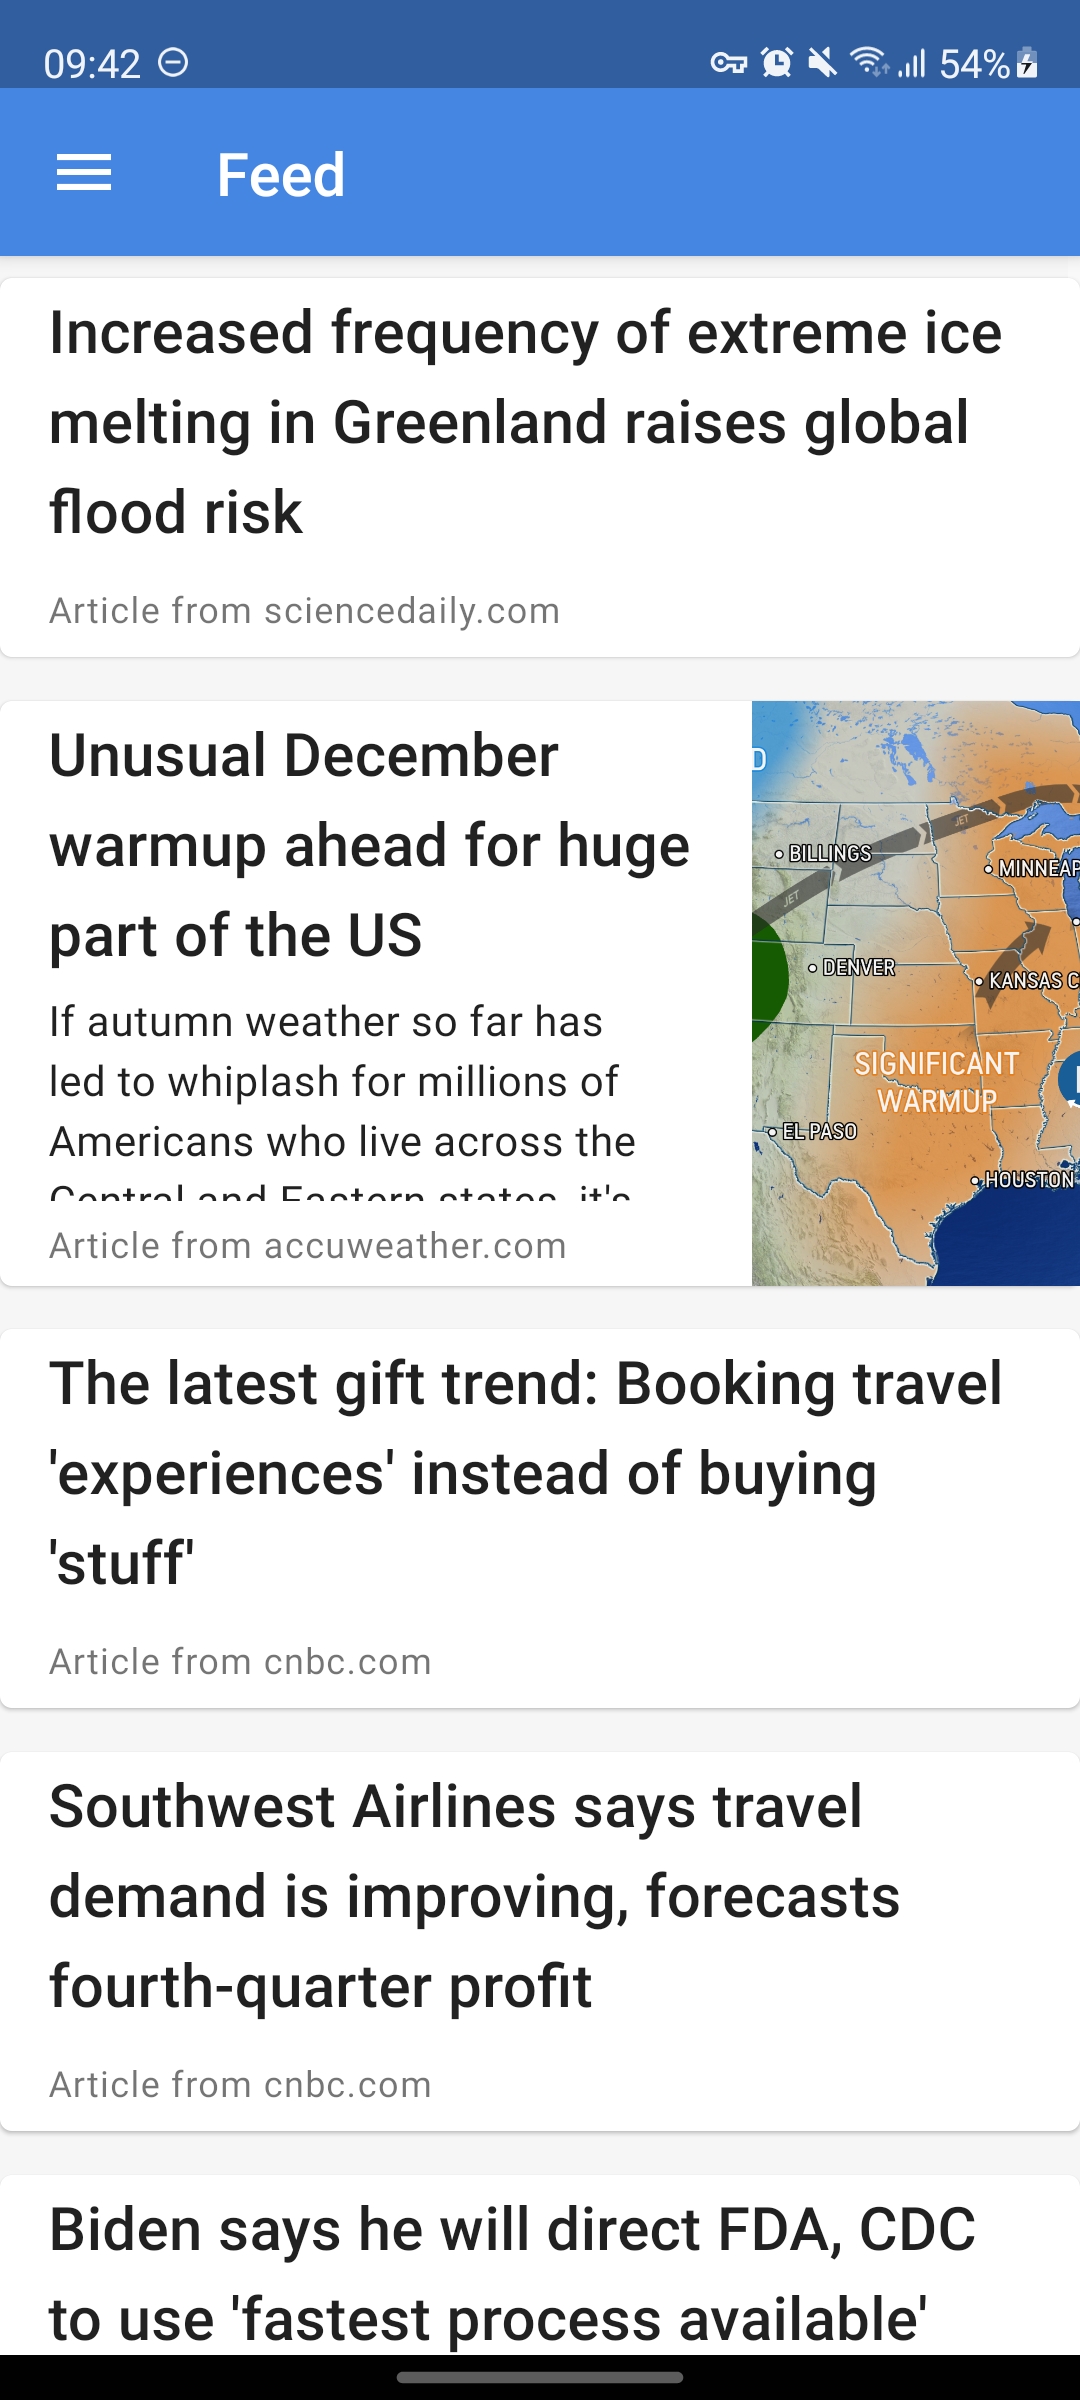 09:42
54%
Feed
Increased frequency of extreme ice
melting in Greenland raises global
flood risk
Article from sciencedaily.com
Unusual December
warmup ahead for huge
part of the US
If autumn weather so far has
led to whiplash for millions of
Americans who live across the
Central and Eastern states, it's
Article from accuweather.com
D
JET
BILLINGS
MINNEAP
JET
DENVER
KANSAS C
SIGNIFICANT
WARMUP
EL PASO
HOUSTON
The latest gift trend: Booking travel
'experiences' instead of buying
'stuff'
Article from cnbc.com
Southwest Airlines says travel
demand is improving, forecasts
fourth-quarter profit
Article from cnbc.com
Biden says he will direct FDA, CDC
to use 'fastest process available'